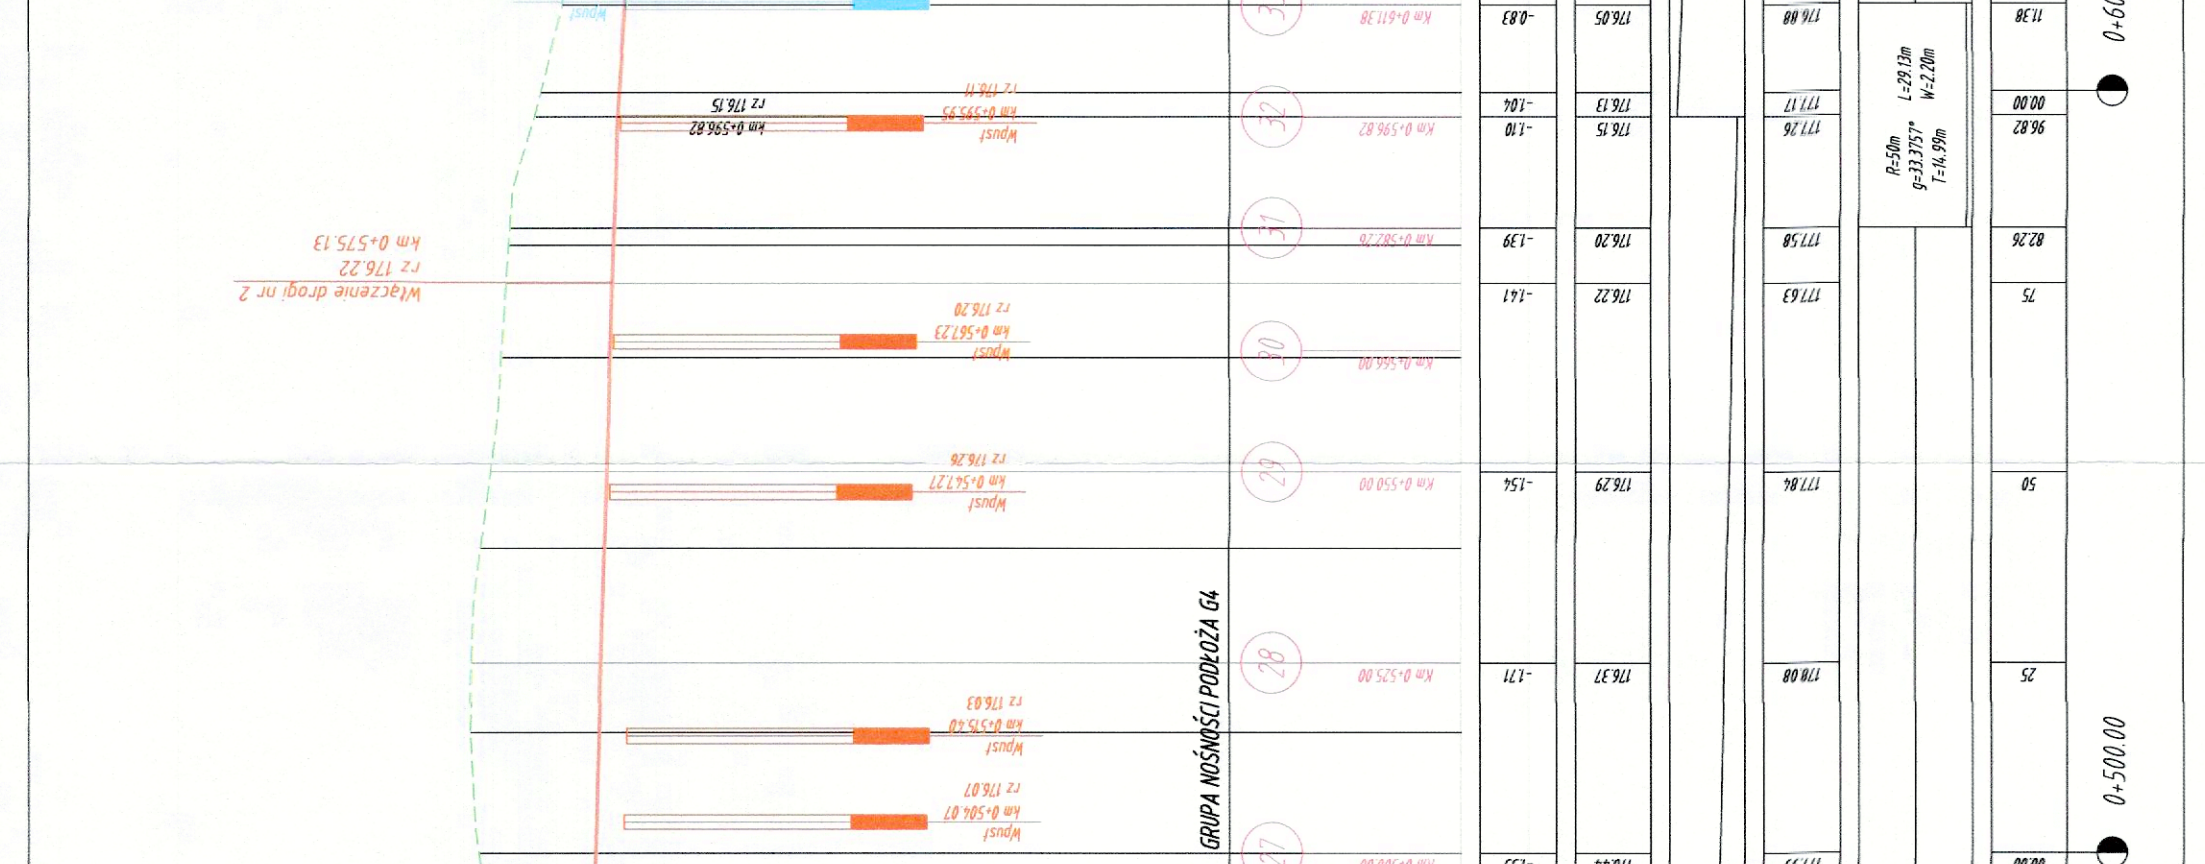 Wpust
Km 0+611.38
-0.83
176.05
176.88
11.38
0+60
rz 176.11
km 0+595.95
Wpust
rz 176.15
km 0+596.82
32
Km 0+596.82
-1.04
176.13
177.17
00.00
-1.10
176.15
177.26
96.82
R=50m L=29.13m
g=33.3757° W=2.20m
T=14.99m
31
Km 0+582.26
-1.39
176.20
177.58
82.26
Włączenie drogi nr 2
rz 176.22
km 0+575.13
-1.41
176.22
177.63
75
Wpust
km 0+567.23
rz 176.20
30
Km 0+566.00
Wpust
km 0+547.27
rz 176.26
29
Km 0+550.00
-1.54
176.29
177.84
50
GRUPA NOŚNOŚCI PODŁOŻA G4
28
Km 0+525.00
-1.71
176.37
178.08
25
Wpust
km 0+515.40
rz 176.03
Wpust
km 0+504.07
rz 176.07
27
0+500.00